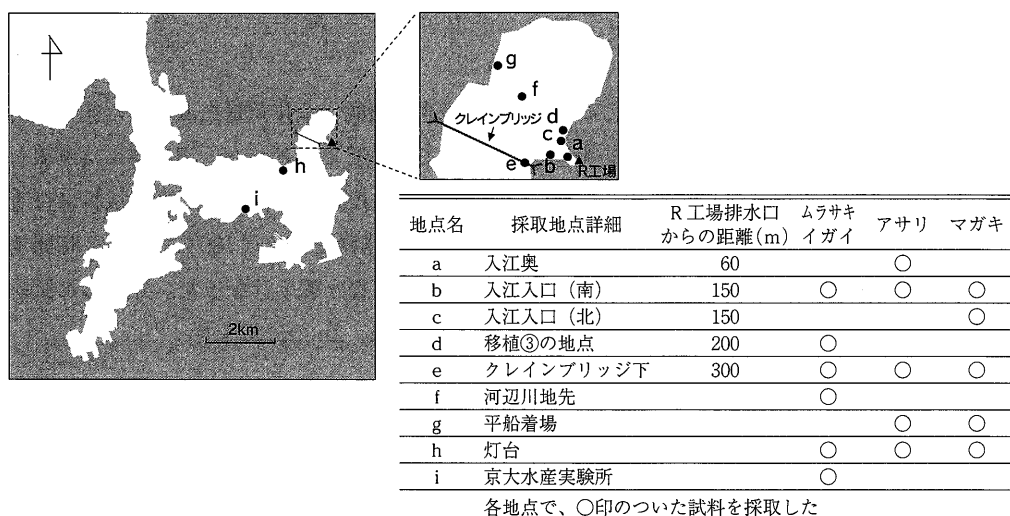 g
f
クレインブリッジ
d
c
a
e
b
R工場
h
i
2km
地点名 採取地点詳細 R工場排水口からの距離(m) ムラサキイガイ アサリ マガキ
a 入江奥 60 ○
b 入江入口（南） 150 ○ ○ ○
c 入江入口（北） 150 ○
d 移植③の地点 200 ○
e クレインブリッジ下 300 ○ ○ ○
f 河辺川地先 ○
g 平船着場 ○ ○
h 灯台 ○ ○ ○
i 京大水産実験所 ○
各地点で、○印のついた試料を採取した